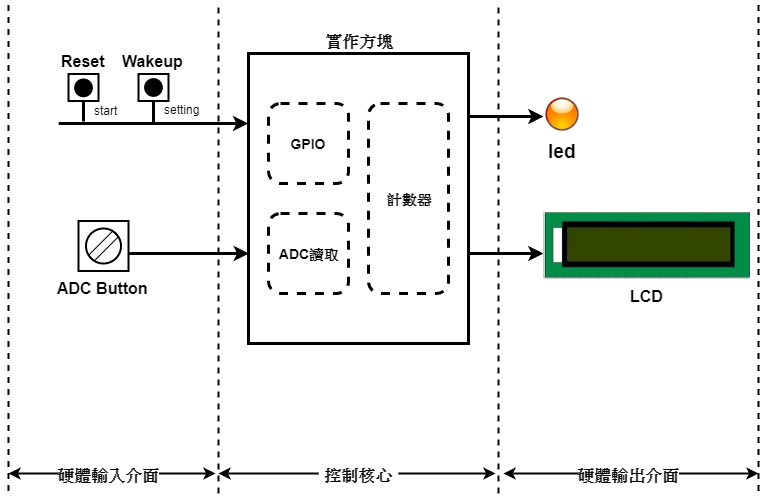 實作方塊
Reset
Wakeup
start
setting
GPIO
計數器
ADC讀取
led
ADC Button
LCD
硬體輸入介面
控制核心
硬體輸出介面